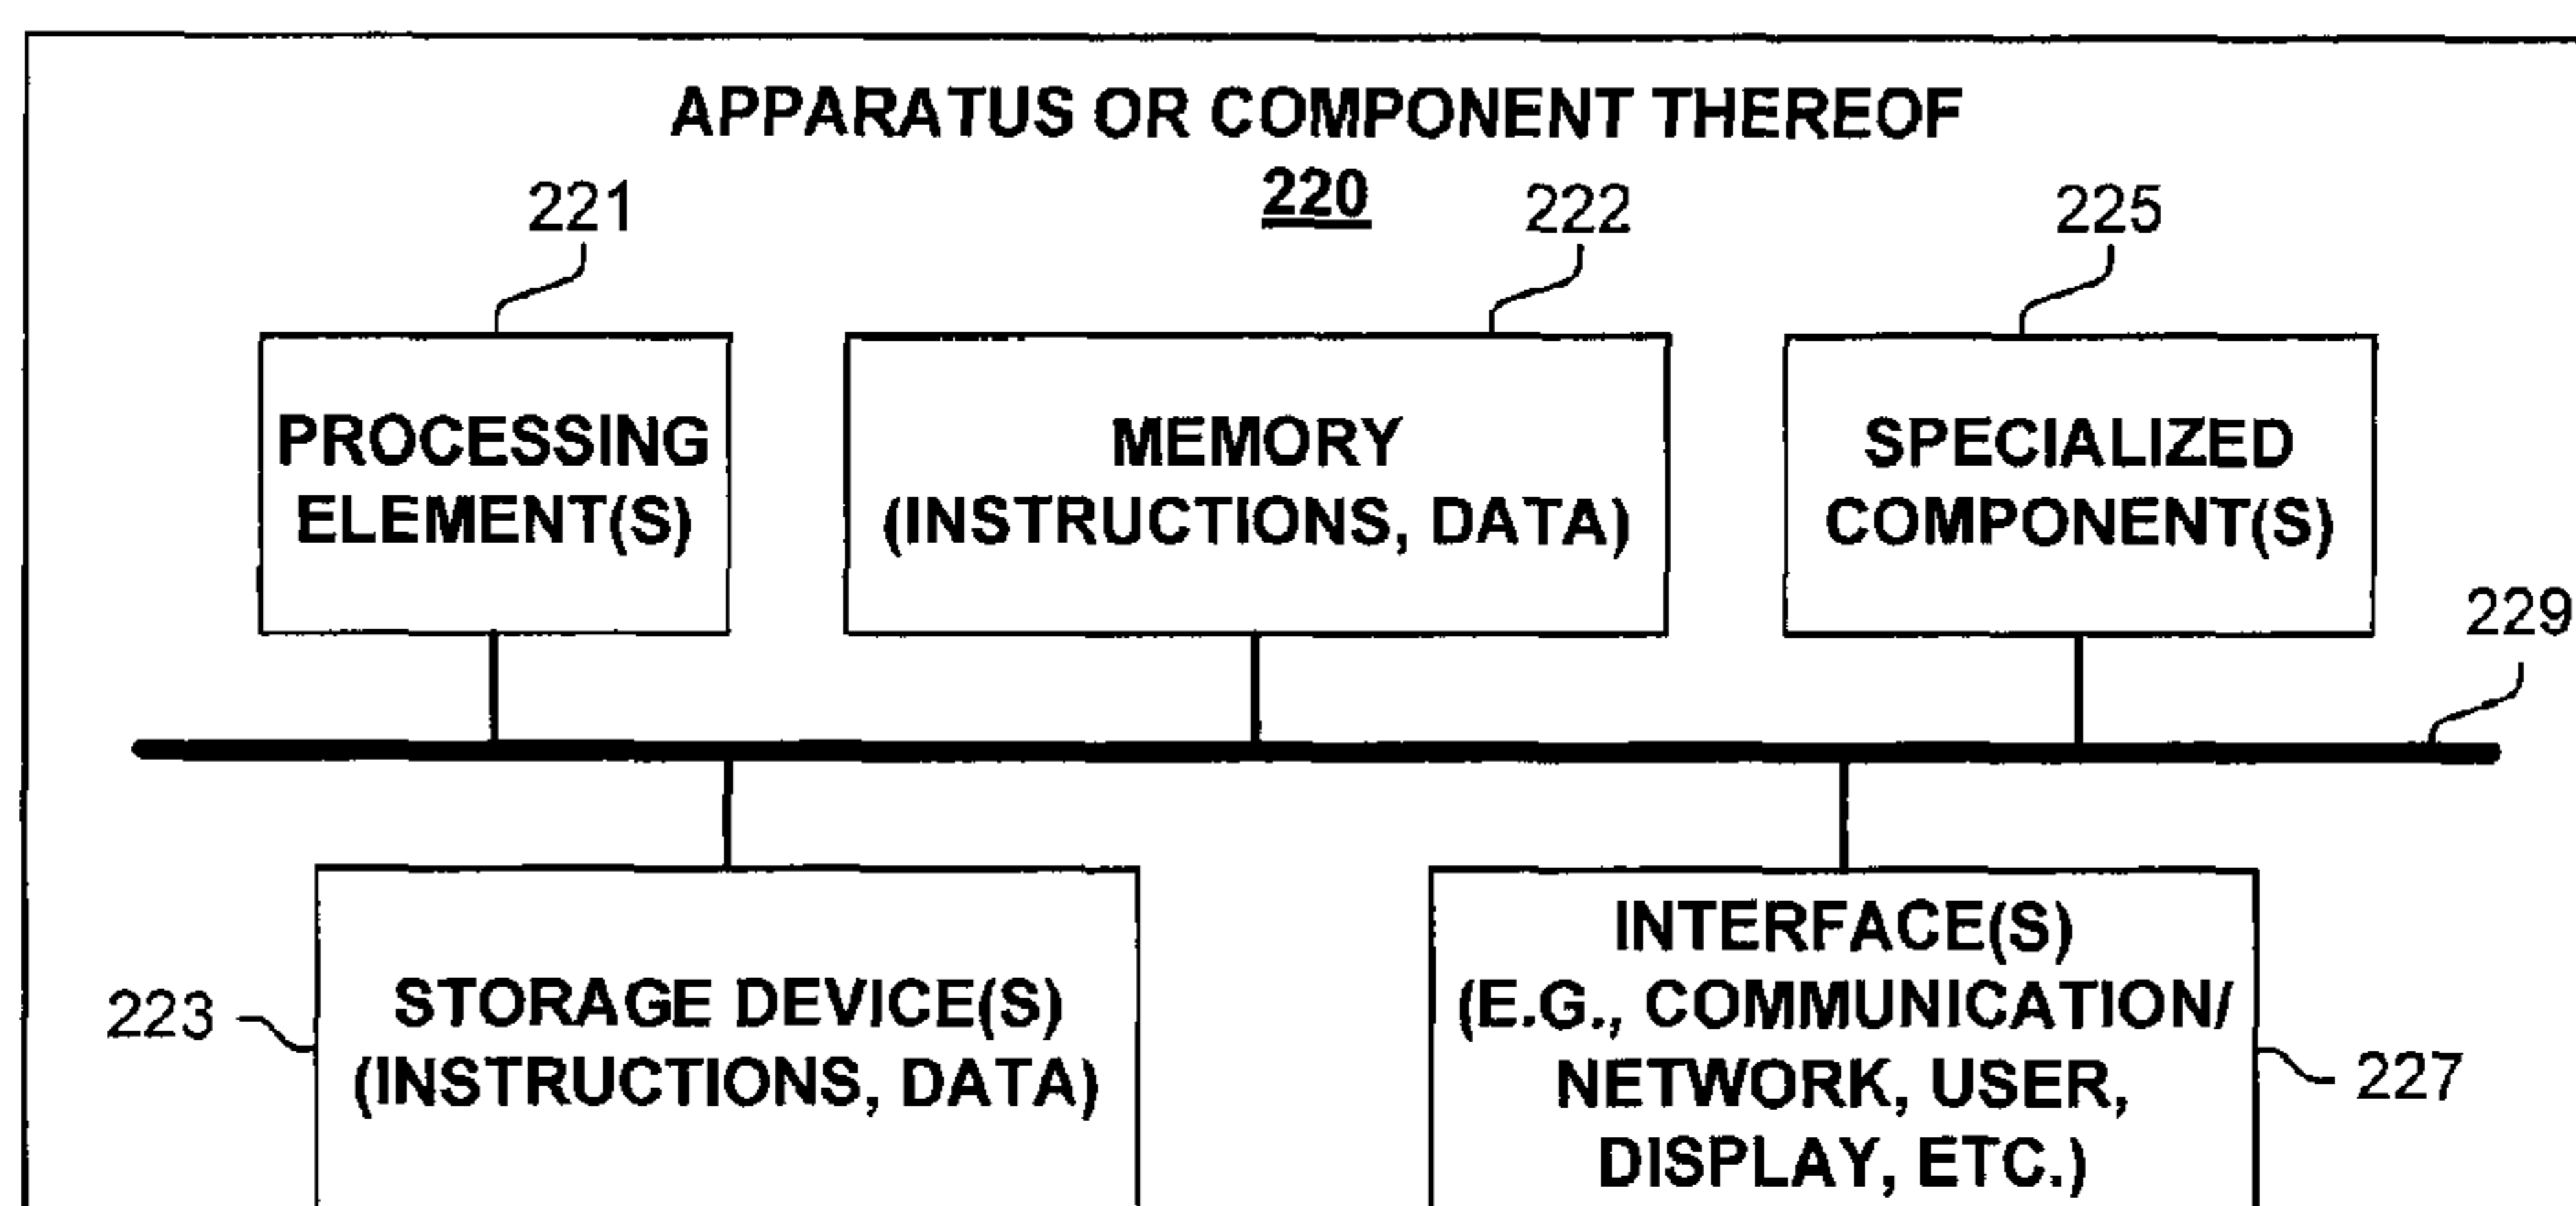 APPARATUS OR COMPONENT THEREOF
220
221
222
225
PROCESSING
ELEMENT(S)
MEMORY
(INSTRUCTIONS, DATA)
SPECIALIZED
COMPONENT(S)
229
223
STORAGE DEVICE(S)
(INSTRUCTIONS, DATA)
INTERFACE(S)
(E.G., COMMUNICATION/
NETWORK, USER,
DISPLAY, ETC.)
227